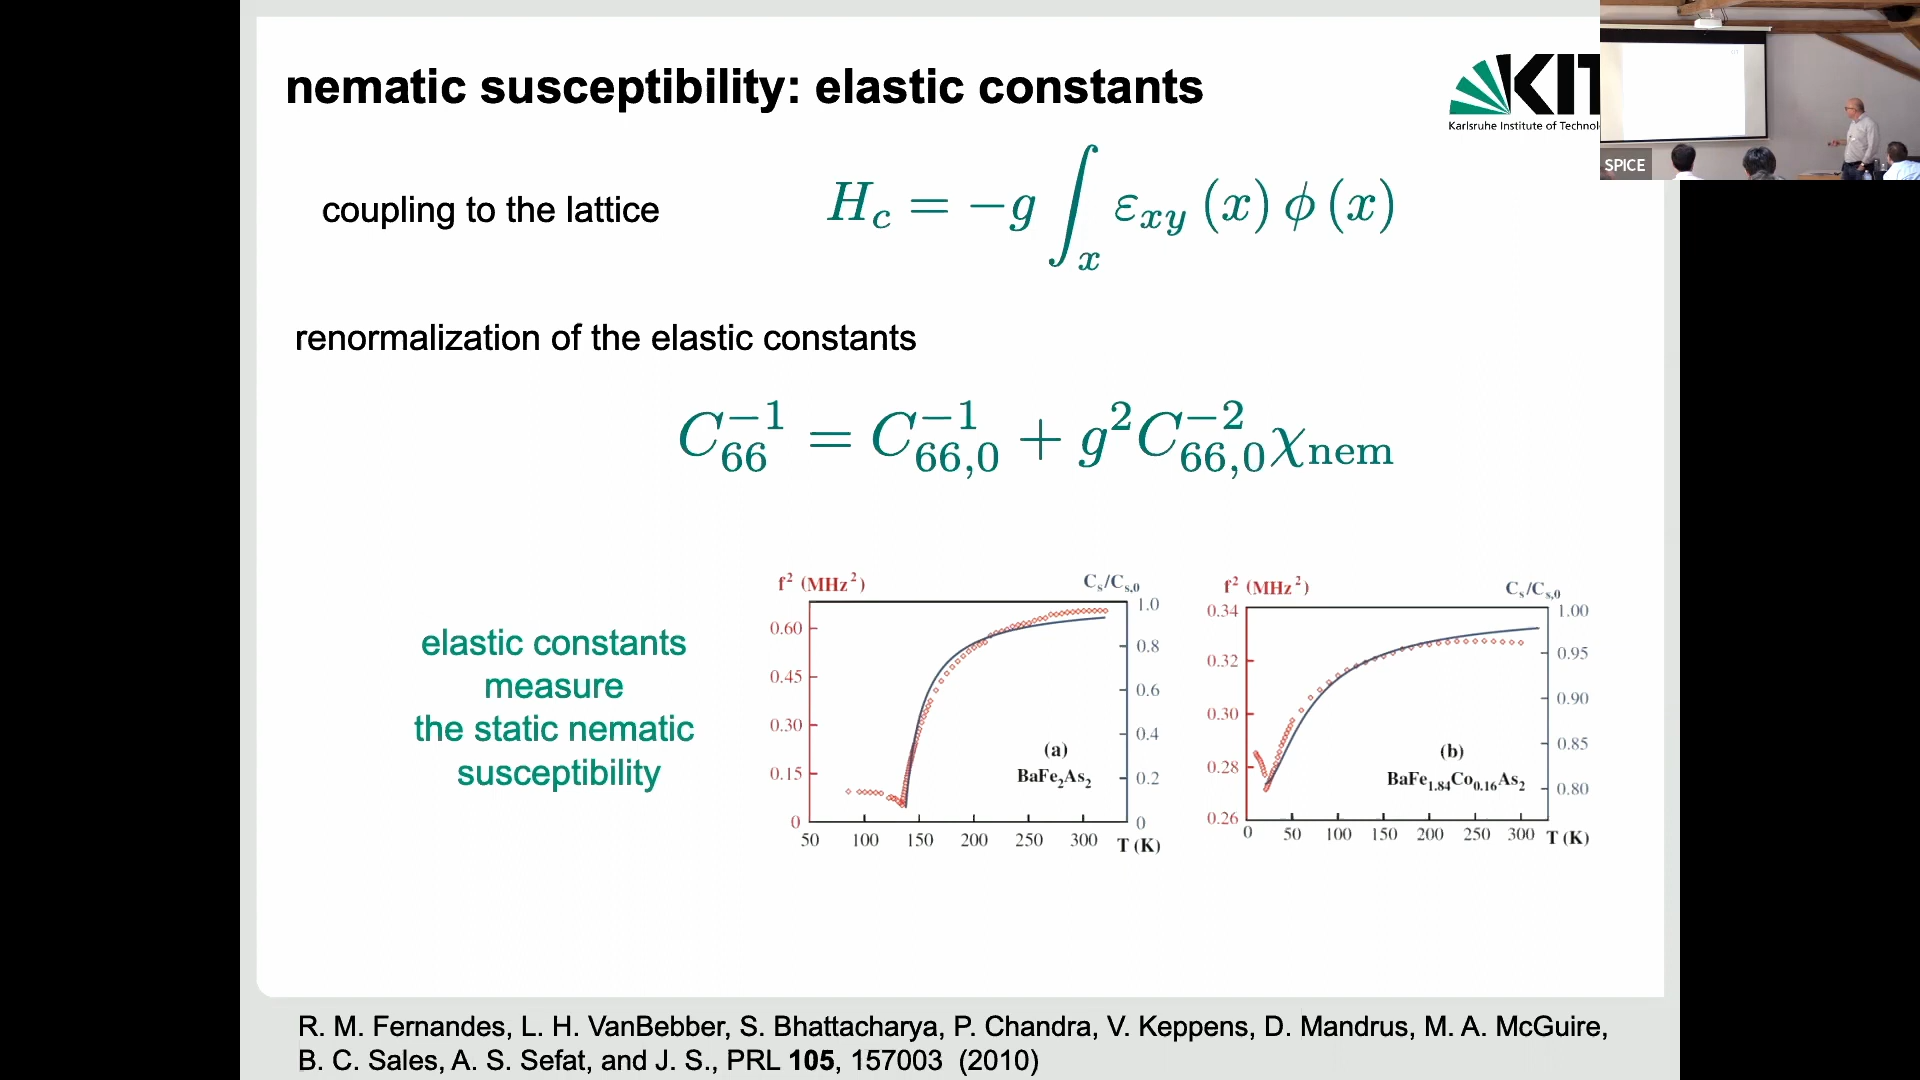 nematic susceptibility: elastic constants
KIT
Karlsruhe Institute of Technol
SPICE
coupling to the lattice
H_c = -g ∫_x ε_xy (x) ϕ (x)
renormalization of the elastic constants
C_66^{-1} = C_{66,0}^{-1} + g^2 C_{66,0}^{-2} χ_nem
elastic constants
measure
the static nematic
susceptibility
f² (MHz²)
C_s/C_s,0
0.60
0.45
0.30
0.15
0
1.0
0.8
0.6
0.4
0.2
0
(a)
BaFe₂As₂
50 100 150 200 250 300 T (K)
f² (MHz²)
C_s/C_s,0
0.34
0.32
0.30
0.28
0.26
1.00
0.95
0.90
0.85
0.80
(b)
BaFe₁.₈₄Co₀.₁₆As₂
0 50 100 150 200 250 300 T (K)
R. M. Fernandes, L. H. VanBebber, S. Bhattacharya, P. Chandra, V. Keppens, D. Mandrus, M. A. McGuire,
B. C. Sales, A. S. Sefat, and J. S., PRL 105, 157003 (2010)